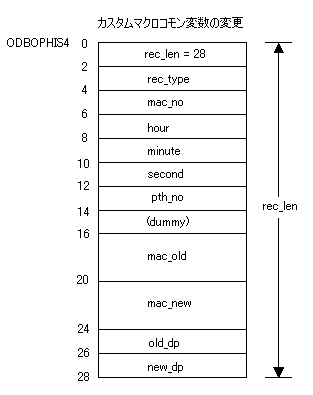 カスタムマクロコモン変数の変更
ODBOPHIS4
0
rec_len = 28
2
rec_type
4
mac_no
6
hour
8
minute
10
second
12
pth_no
14
(dummy)
16
mac_old
20
mac_new
24
old_dp
26
new_dp
28
rec_len